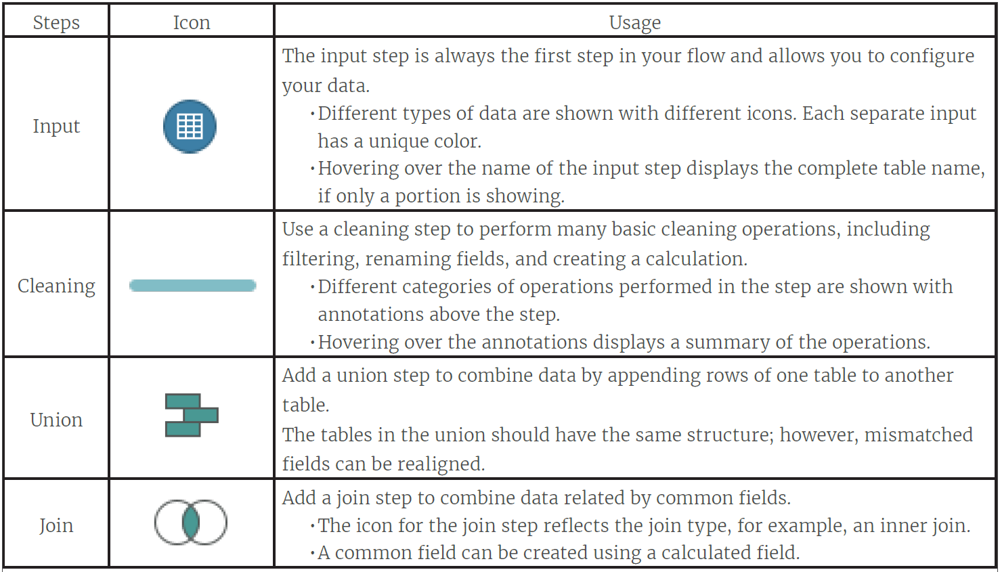 Steps Icon Usage
Input
The input step is always the first step in your flow and allows you to configure
your data.
·Different types of data are shown with different icons. Each separate input
has a unique color.
·Hovering over the name of the input step displays the complete table name,
if only a portion is showing.
Cleaning
Use a cleaning step to perform many basic cleaning operations, including
filtering, renaming fields, and creating a calculation.
·Different categories of operations performed in the step are shown with
annotations above the step.
·Hovering over the annotations displays a summary of the operations.
Union
Add a union step to combine data by appending rows of one table to another
table.
The tables in the union should have the same structure; however, mismatched
fields can be realigned.
Join
Add a join step to combine data related by common fields.
·The icon for the join step reflects the join type, for example, an inner join.
·A common field can be created using a calculated field.